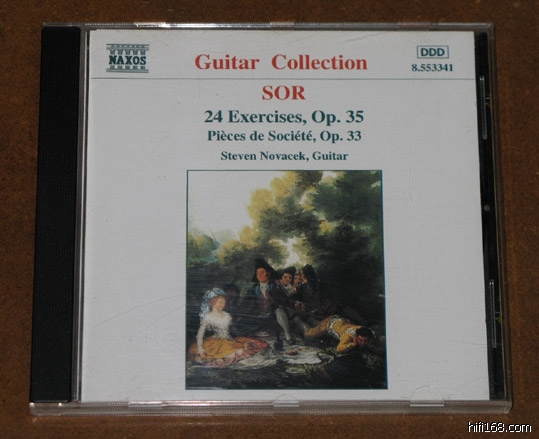 NAXOS
DDD
Guitar Collection
8.553341
SOR
24 Exercises, Op. 35
Pièces de Société, Op. 33
Steven Novacek, Guitar
hifi168.com